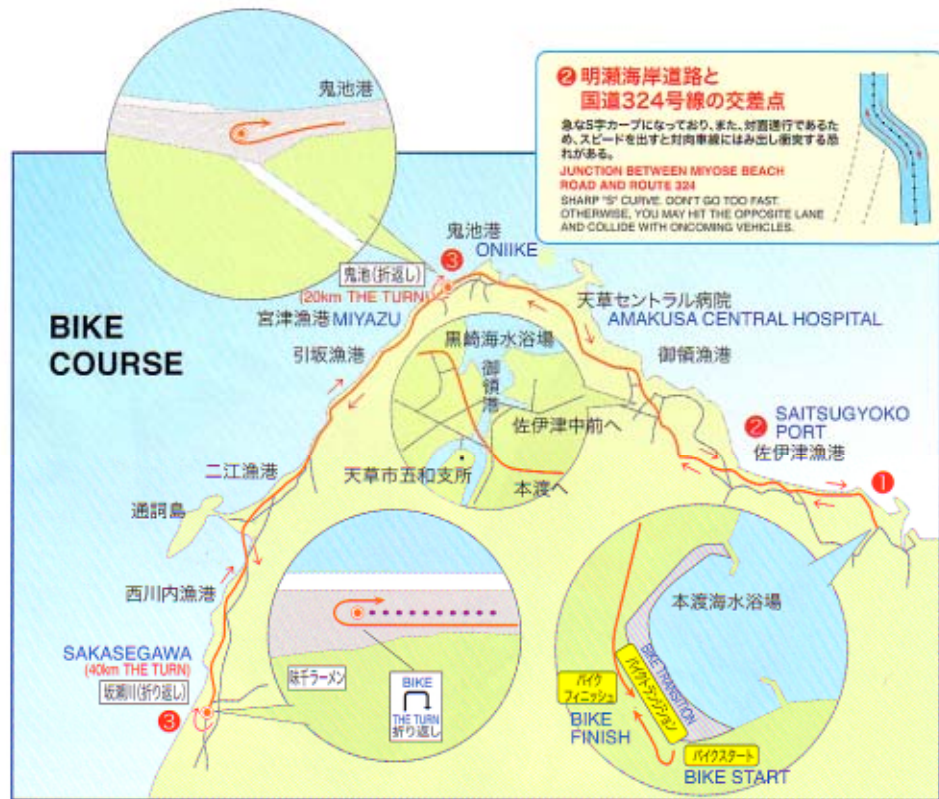 鬼池港
❷ 明瀬海岸道路と
国道324号線の交差点
急なS字カーブになっており、また、対面通行であるた
め、スピードを出すと対向車線にはみ出し衝突する恐
れがある。
JUNCTION BETWEEN MIYOSE BEACH
ROAD AND ROUTE 324
SHARP "S" CURVE. DON'T GO TOO FAST.
OTHERWISE, YOU MAY HIT THE OPPOSITE LANE
AND COLLIDE WITH ONCOMING VEHICLES.
鬼池港
ONIIKE
❸
鬼池(折返し)
(20km THE TURN)
宮津漁港 MIYAZU
BIKE
COURSE
引坂漁港
天草セントラル病院
AMAKUSA CENTRAL HOSPITAL
御領漁港
黒崎海水浴場
御領港
佐伊津中前へ
天草市五和支所
本渡へ
❷ SAITSUGYOKO
PORT
佐伊津漁港
❶
二江漁港
通詞島
西川内漁港
SAKASEGAWA
(40km THE TURN)
坂瀬川(折り返し)
❸
味千ラーメン
BIKE
THE TURN
折り返し
本渡海水浴場
BIKE TRANSITION
バイクトランジション
バイク
フィニッシュ
BIKE
FINISH
バイクスタート
BIKE START